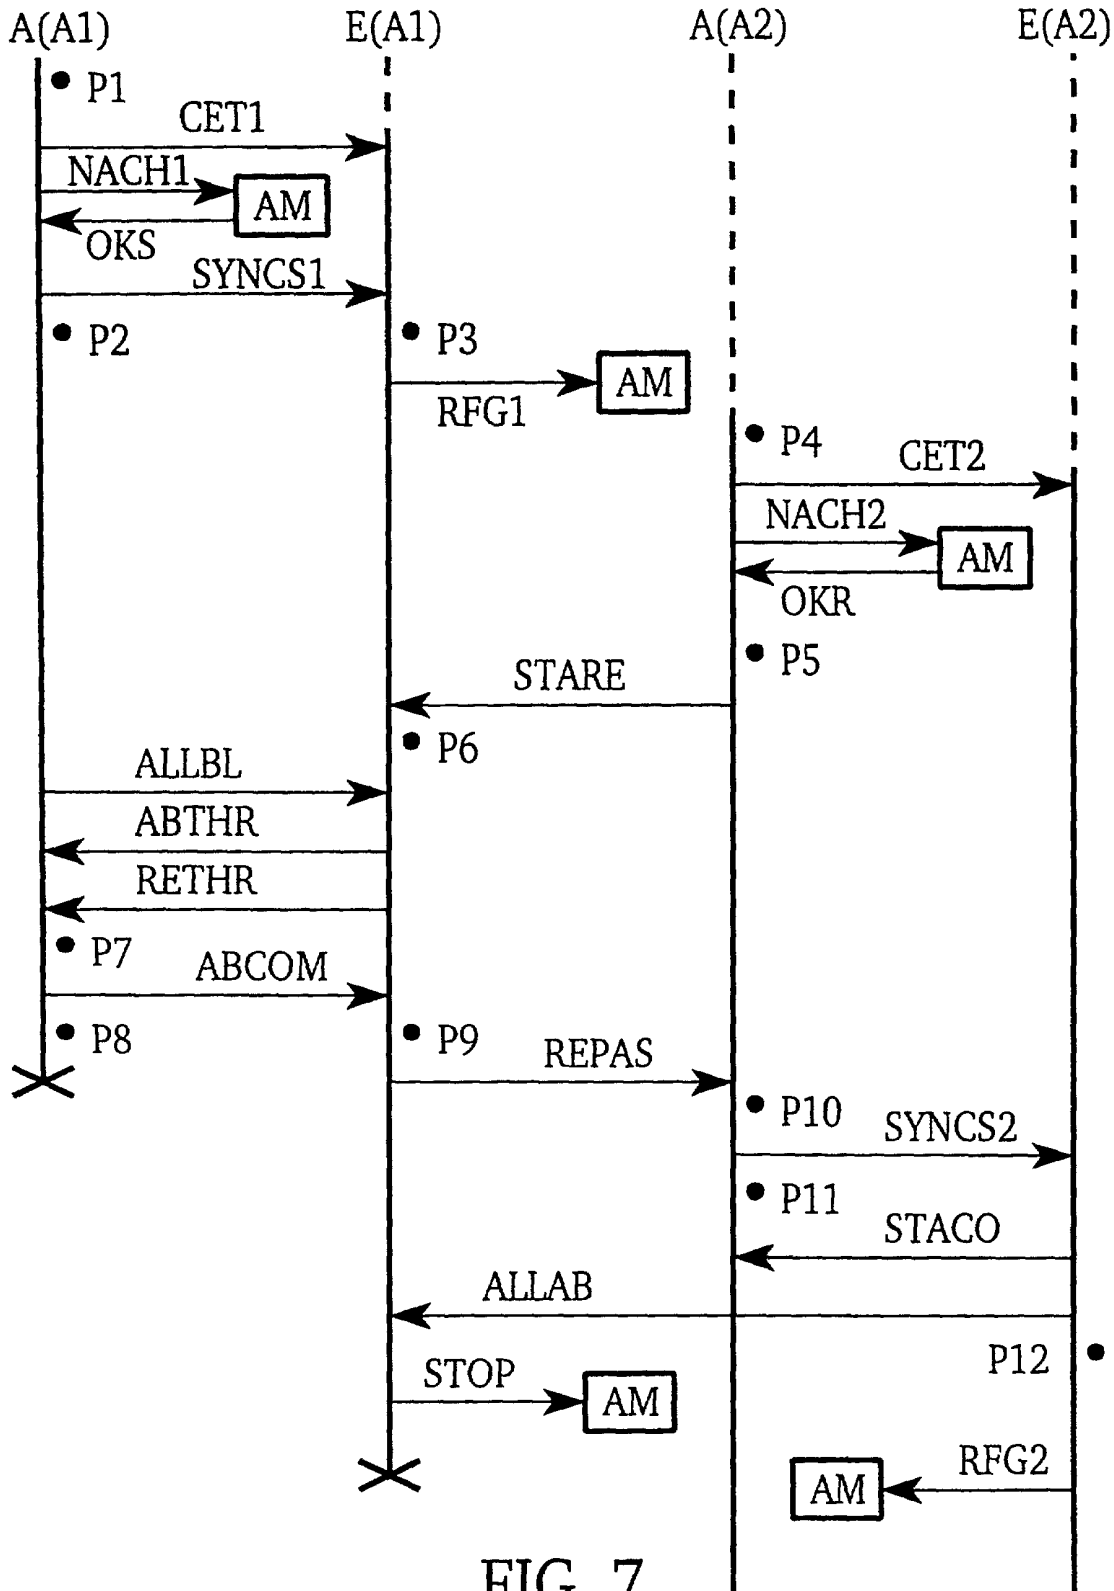 A(A1) E(A1) A(A2) E(A2)
P1
CET1
NACH1
AM
OKS
SYNCS1
P2
P3
AM
RFG1
P4
CET2
NACH2
AM
OKR
P5
STARE
P6
ALLBL
ABTHR
RETHR
P7
ABCOM
P8
P9
REPAS
P10
SYNCS2
P11
STACO
ALLAB
P12
STOP
AM
RFG2
AM
FIG. 7